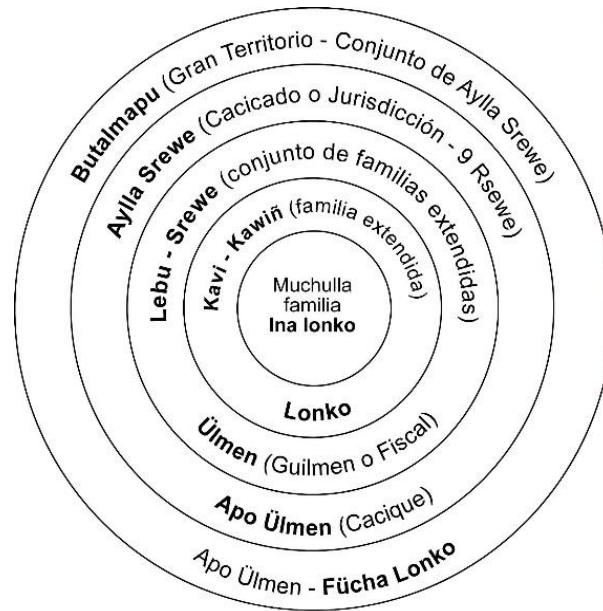 Butalmapu (Gran Territorio - Conjunto de Aylla Srewe)
Aylla Srewe (Cacicado o Jurisdicción - 9 Rsewe)
Lebu - Srewe (conjunto de familias extendidas)
Kavi - Kawiñ (familia extendida)
Muchulla
familia
Ina lonko
Lonko
Ülmen (Guilmen o Fiscal)
Apo Ülmen (Cacique)
Apo Ülmen - Fücha Lonko